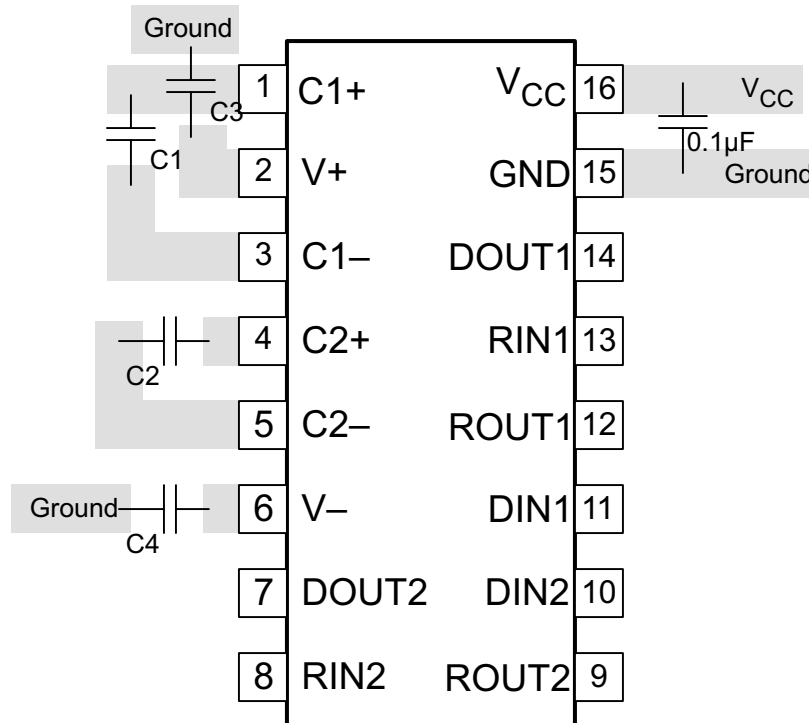 Ground
1 C1+ V_CC 16 V_CC
C3
C1 0.1µF
2 V+ GND 15 Ground
3 C1– DOUT1 14
4 C2+ RIN1 13
C2
5 C2– ROUT1 12
Ground 6 V– DIN1 11
C4
7 DOUT2 DIN2 10
8 RIN2 ROUT2 9